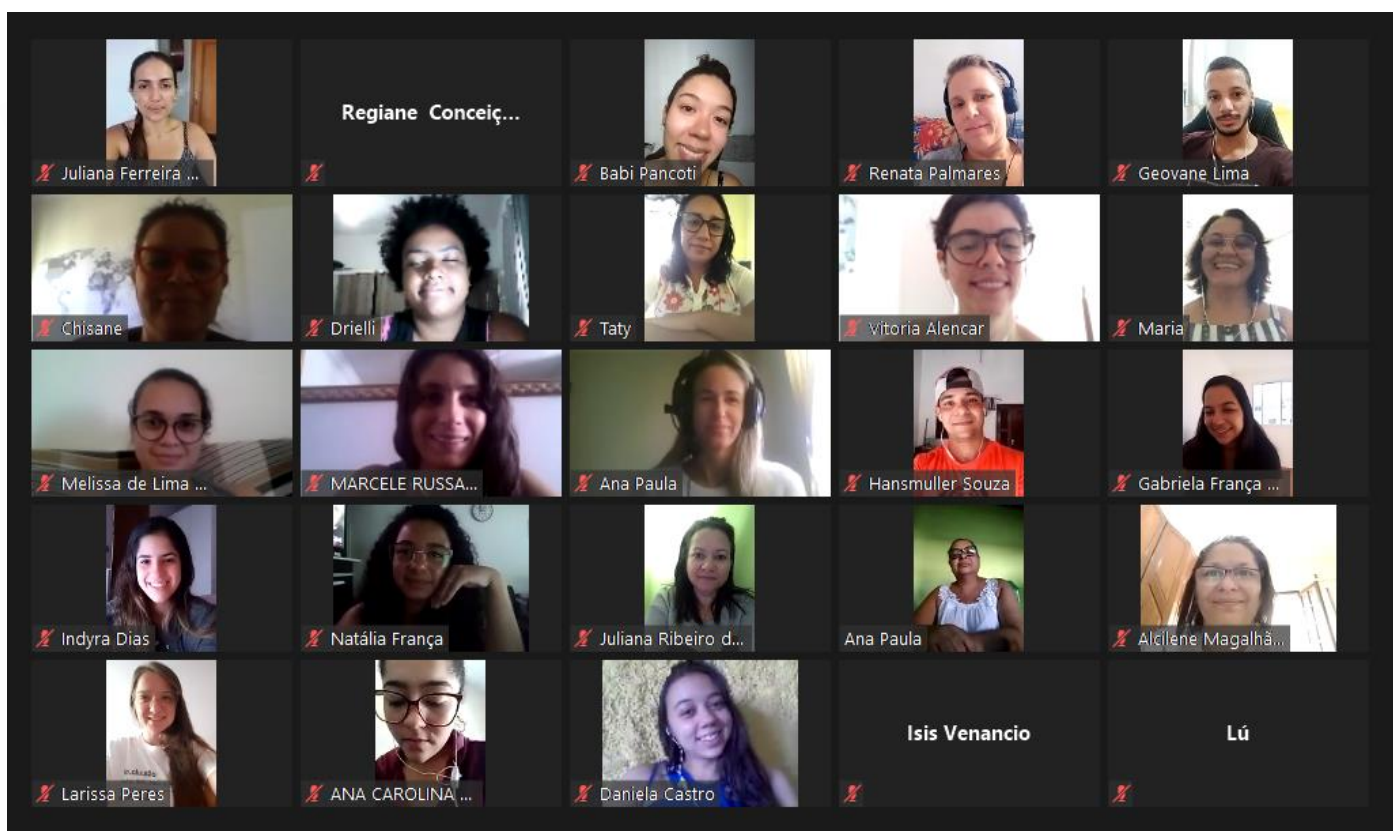 Juliana Ferreira ...
Regiane Conceiç...
Babi Pancoti
Renata Palmares
Geovane Lima
Chisane
Drielli
Taty
Vitoria Alencar
Maria
Melissa de Lima ...
MARCELE RUSSA...
Ana Paula
Hansmuller Souza
Gabriela França ...
Indyra Dias
Natália França
Juliana Ribeiro d...
Ana Paula
Alcilene Magalhã...
Larissa Peres
ANA CAROLINA ...
Daniela Castro
Isis Venancio
Lú